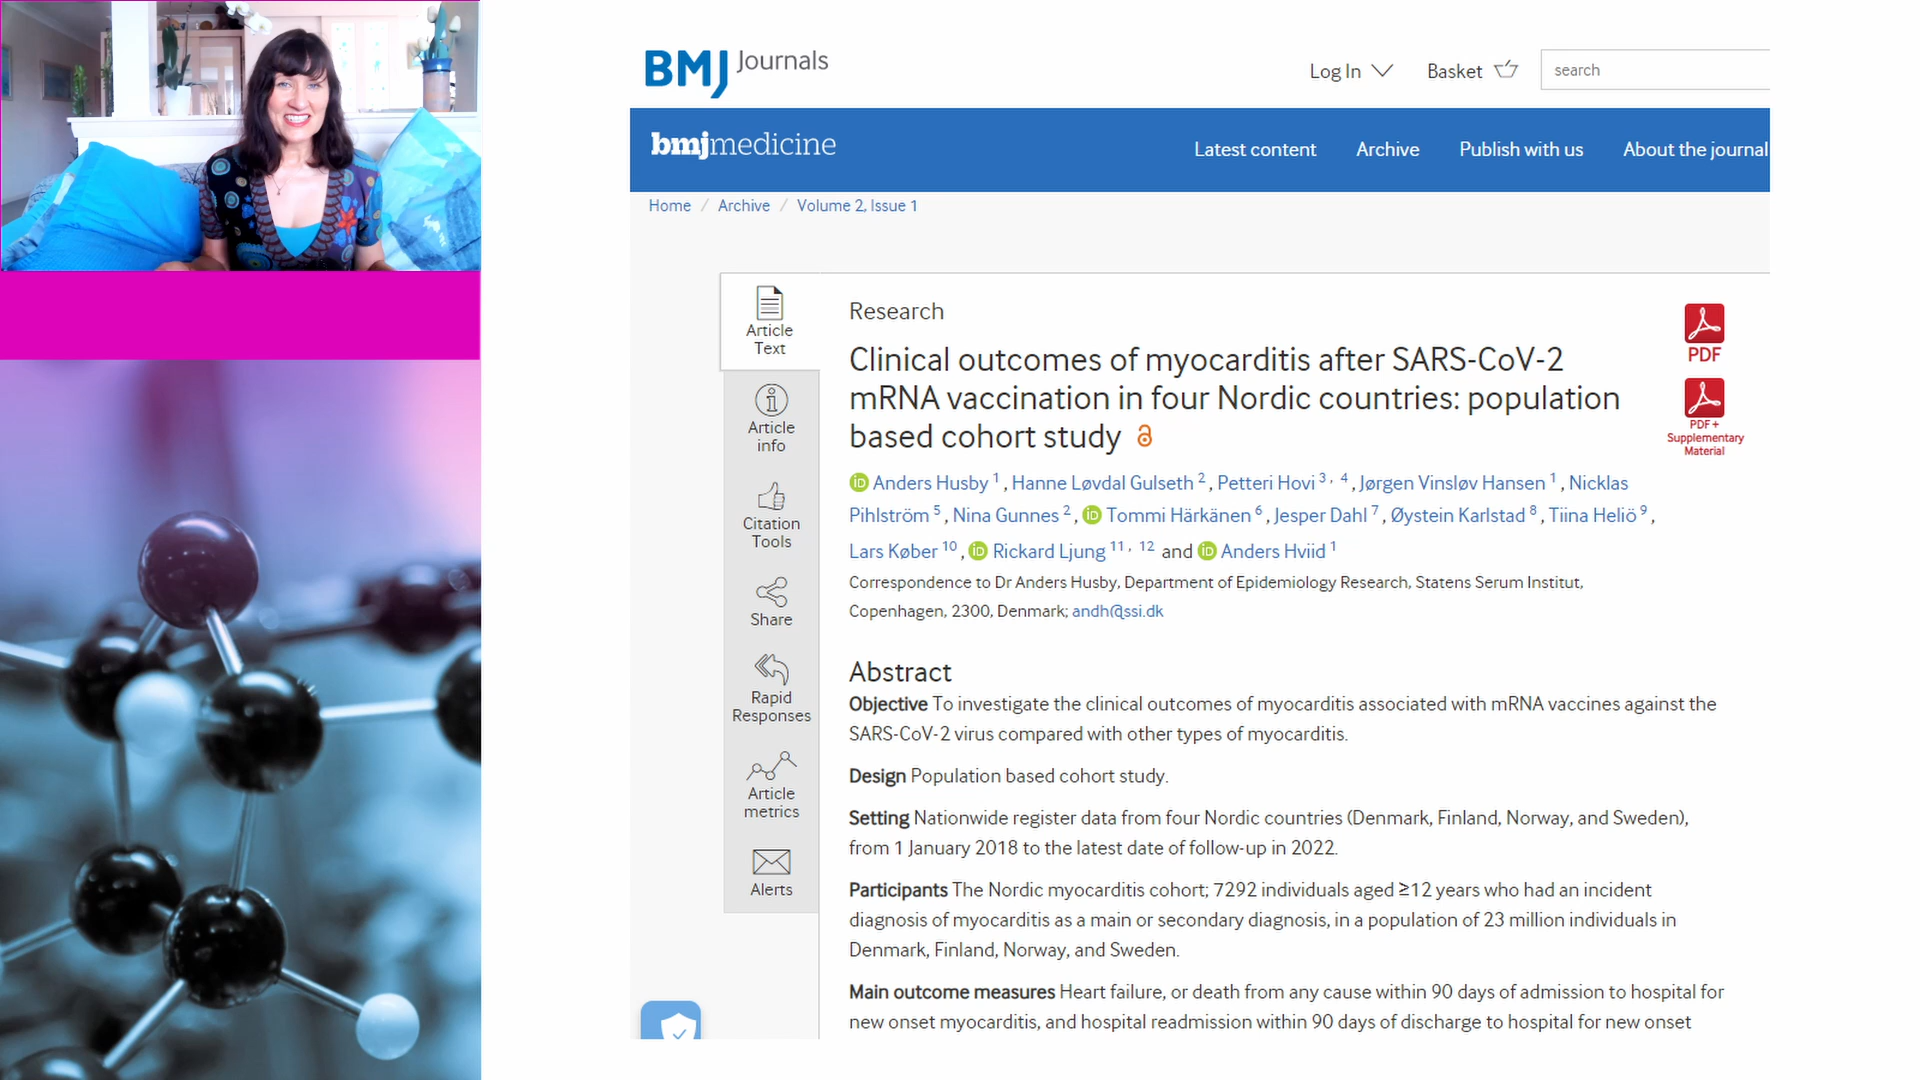 BMJ Journals
Log In
Basket
search
bmjmedicine
Latest content
Archive
Publish with us
About the journal
Home / Archive / Volume 2, Issue 1
Article
Text
Article
info
Citation
Tools
Share
Rapid
Responses
Article
metrics
Alerts
Research
Clinical outcomes of myocarditis after SARS-CoV-2
mRNA vaccination in four Nordic countries: population
based cohort study
PDF
PDF +
Supplementary
Material
iD Anders Husby 1, Hanne Løvdal Gulseth 2, Petteri Hovi 3, 4, Jørgen Vinsløv Hansen 1, Nicklas
Pihlström 5, Nina Gunnes 2, iD Tommi Härkänen 6, Jesper Dahl 7, Øystein Karlstad 8, Tiina Heliö 9,
Lars Køber 10, iD Rickard Ljung 11, 12 and iD Anders Hviid 1
Correspondence to Dr Anders Husby, Department of Epidemiology Research, Statens Serum Institut,
Copenhagen, 2300, Denmark; andh@ssi.dk
Abstract
Objective To investigate the clinical outcomes of myocarditis associated with mRNA vaccines against the
SARS-CoV-2 virus compared with other types of myocarditis.
Design Population based cohort study.
Setting Nationwide register data from four Nordic countries (Denmark, Finland, Norway, and Sweden),
from 1 January 2018 to the latest date of follow-up in 2022.
Participants The Nordic myocarditis cohort; 7292 individuals aged ≥12 years who had an incident
diagnosis of myocarditis as a main or secondary diagnosis, in a population of 23 million individuals in
Denmark, Finland, Norway, and Sweden.
Main outcome measures Heart failure, or death from any cause within 90 days of admission to hospital for
new onset myocarditis, and hospital readmission within 90 days of discharge to hospital for new onset